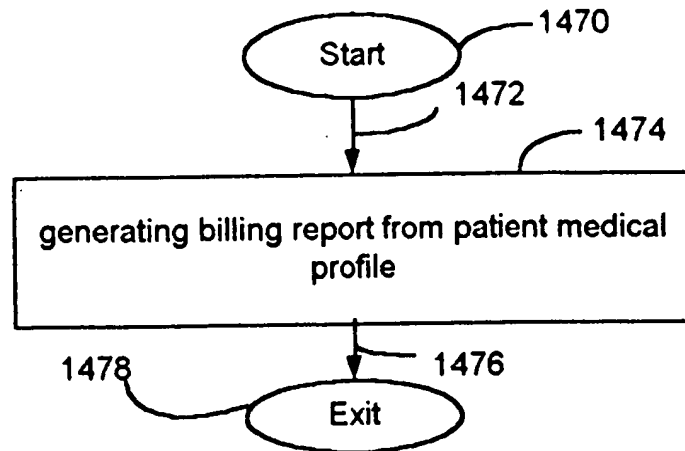 1470
Start
1472
1474
generating billing report from patient medical
profile
1478
1476
Exit